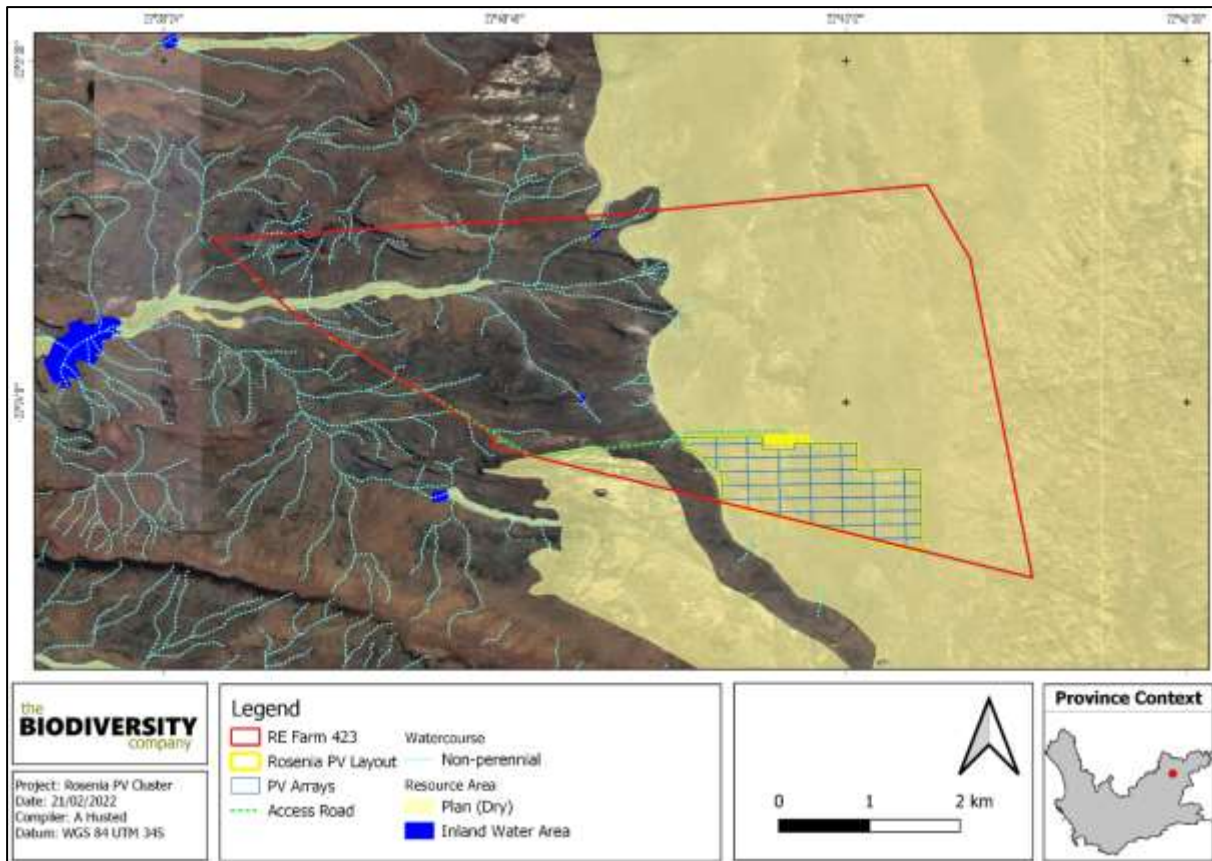 the
BIODIVERSITY
company
Project: Rosenia PV Cluster
Date: 21/02/2022
Compiler: A Husted
Datum: WGS 84 UTM 34S
Legend
RE Farm 423
Rosenia PV Layout
PV Arrays
Access Road
Watercourse
Non-perennial
Resource Area
Plan (Dry)
Inland Water Area
0 1 2 km
Province Context